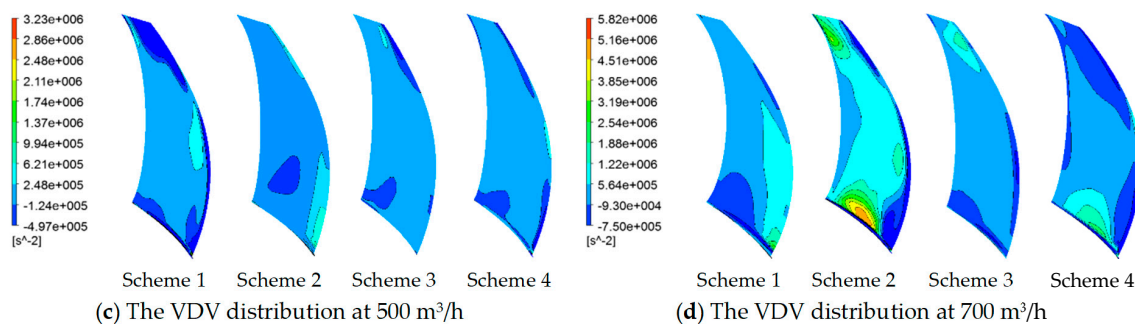 3.23e+006
2.86e+006
2.48e+006
2.11e+006
1.74e+006
1.37e+006
9.94e+005
6.21e+005
2.48e+005
-1.24e+005
-4.97e+005
[s^-2]
Scheme 1 Scheme 2 Scheme 3 Scheme 4
(c) The VDV distribution at 500 m³/h
5.82e+006
5.16e+006
4.51e+006
3.85e+006
3.19e+006
2.53e+006
1.88e+006
1.22e+006
5.64e+005
-9.30e+004
-7.50e+005
[s^-2]
Scheme 1 Scheme 2 Scheme 3 Scheme 4
(d) The VDV distribution at 700 m³/h